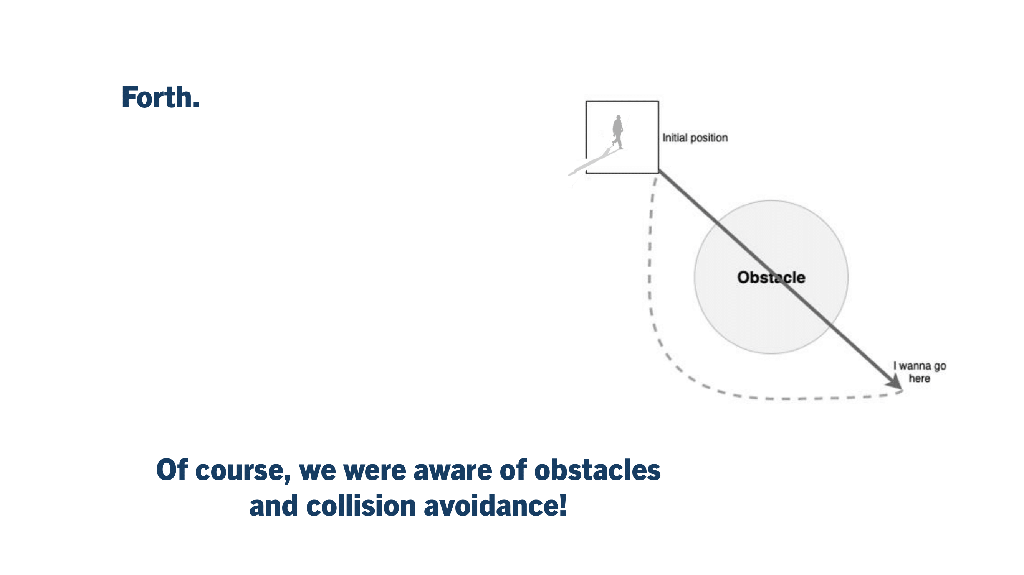 Forth.
Initial position
Obstacle
I wanna go
here
Of course, we were aware of obstacles
and collision avoidance!